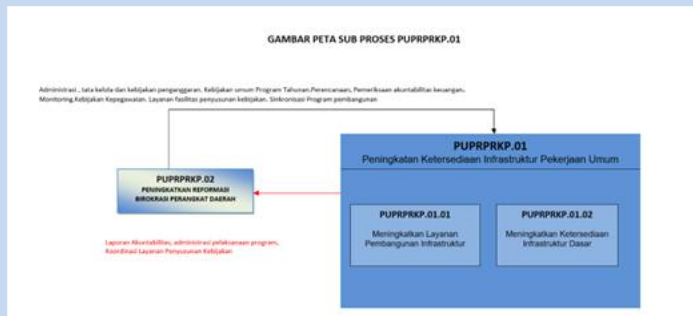 GAMBAR PETA SUB PROSES PUPRPRKP.01
Administrasi , tata kelola dan kebijakan penganggaran. Kebijakan umum Program Tahunan.Perencanaan, Pemeriksaan akuntabilitas keuangan,
Monitoring.Kebijakan Kepegawaian. Layanan fasilitas penyusunan kebijakan. Sinkronisasi Program pembangunan
PUPRPRKP.01
Peningkatan Ketersediaan Infrastruktur Pekerjaan Umum
PUPRPRKP.02
PENINGKATKAN REFORMASI
BIROKRASI PERANGKAT DAERAH
PUPRPRKP.01.01
Meningkatkan Layanan
Pembangunan Infrastruktur
PUPRPRKP.01.02
Meningkatkan Ketersediaan
Infrastruktur Dasar
Laporan Akuntabilitas, administrasi pelaksanaan program,
Koordinasi Layanan Penyusunan Kebijakan